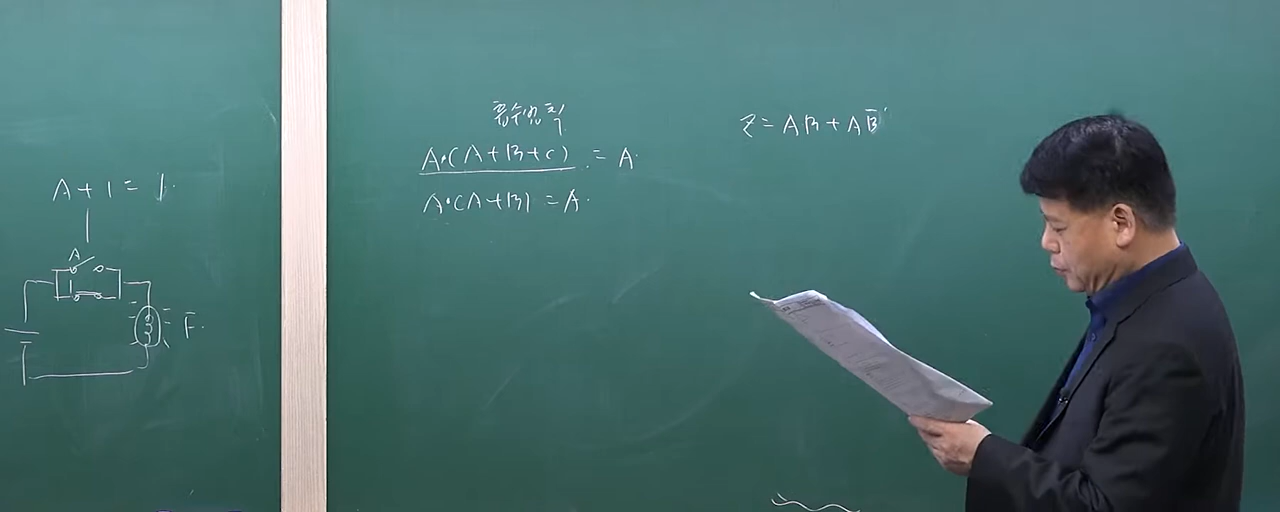 A + 1 = 1.
A
F.
흡수법칙
A•(A+B+C) = A.
A•(A+B) = A.
Z = AB + AB̅